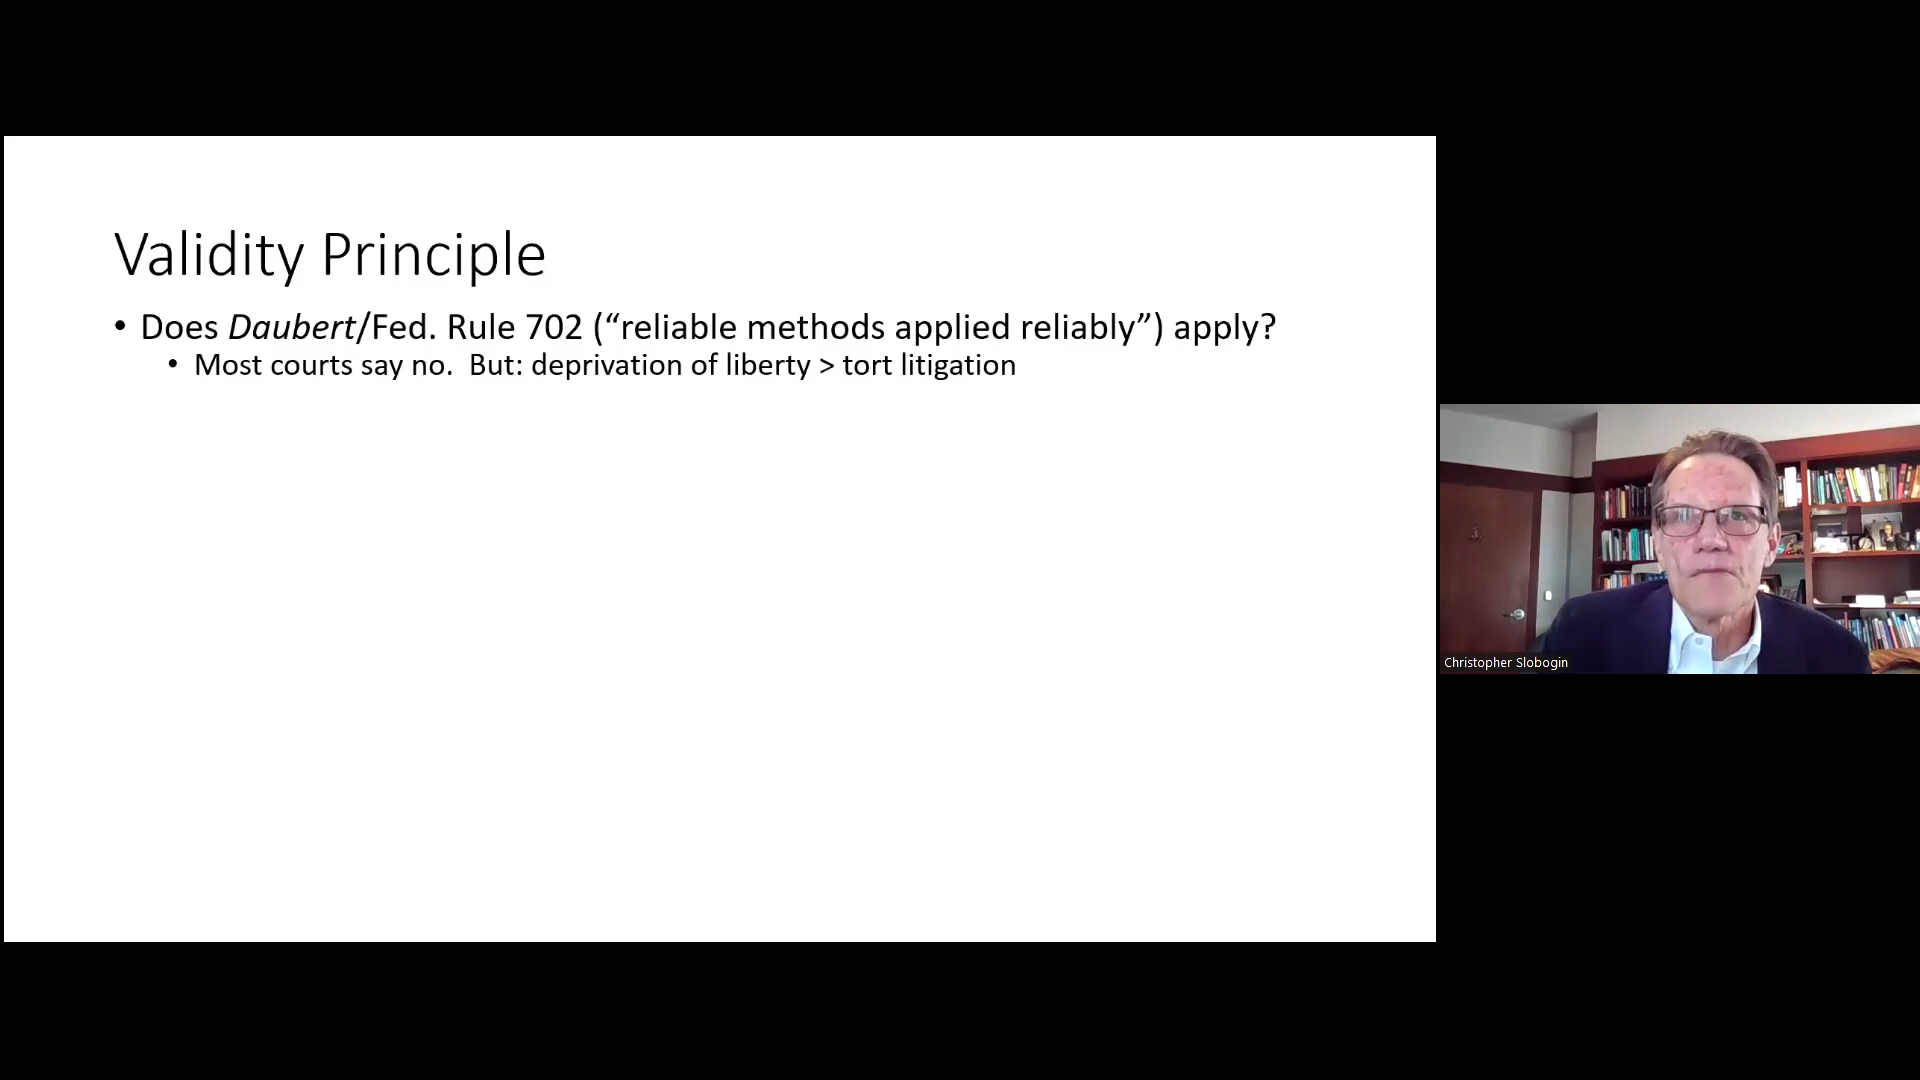 Validity Principle
• Does Daubert/Fed. Rule 702 (“reliable methods applied reliably”) apply?
• Most courts say no.  But: deprivation of liberty > tort litigation
Christopher Slobogin